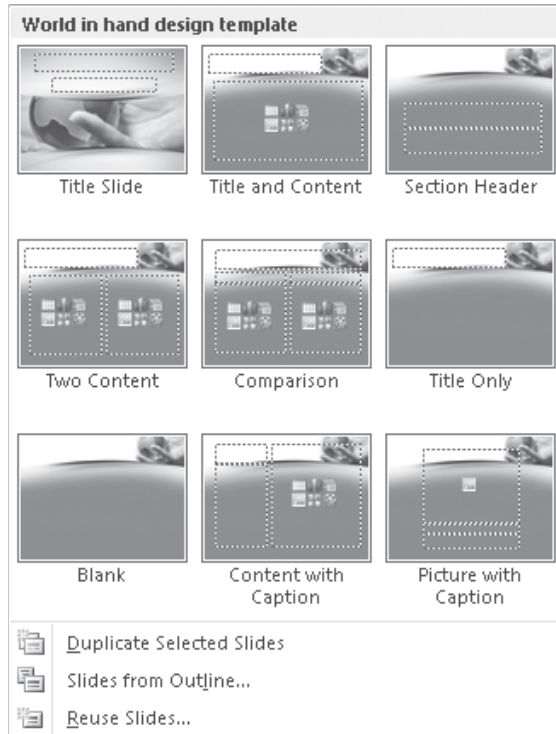 World in hand design template
Title Slide
Title and Content
Section Header
Two Content
Comparison
Title Only
Blank
Content with
Caption
Picture with
Caption
Duplicate Selected Slides
Slides from Outline...
Reuse Slides...